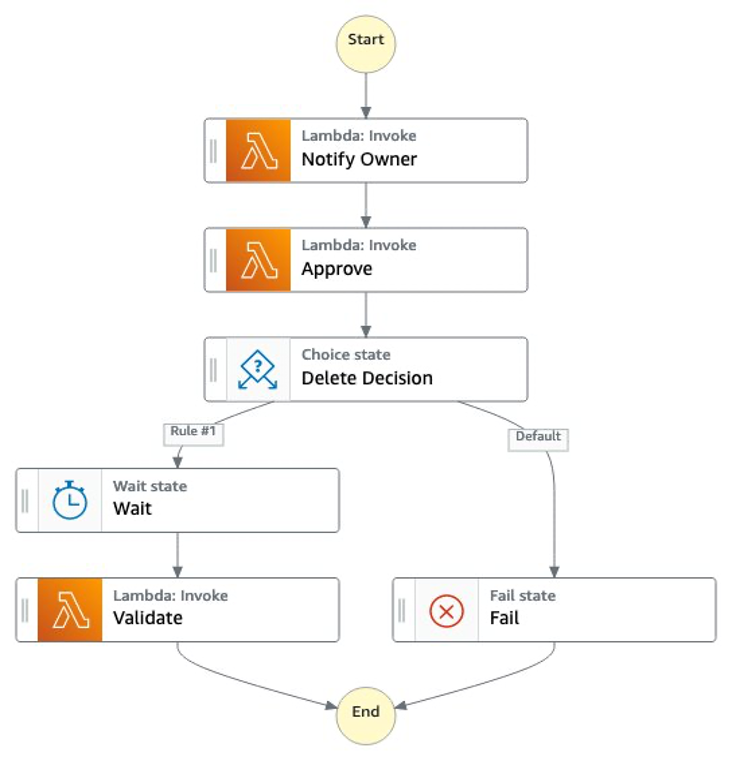 Start
Lambda: Invoke
Notify Owner
Lambda: Invoke
Approve
?
Choice state
Delete Decision
Rule #1
Default
Wait state
Wait
Lambda: Invoke
Validate
Fail state
Fail
End